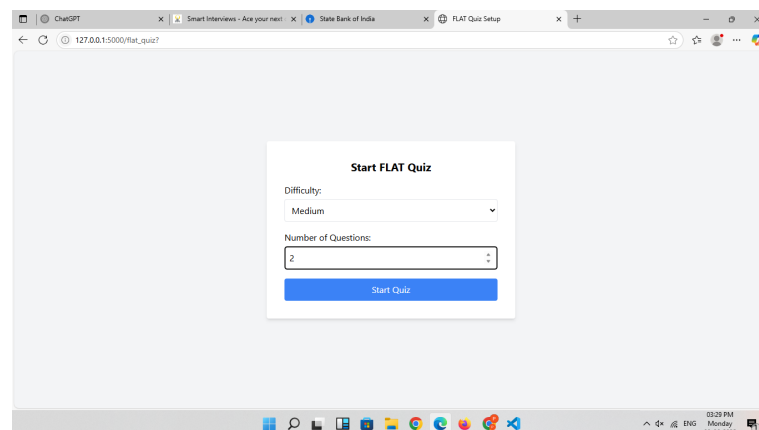 ChatGPT
Smart Interviews - Ace your next
State Bank of India
FLAT Quiz Setup
127.0.0.1:5000/flat_quiz?
Start FLAT Quiz
Difficulty:
Medium
Number of Questions:
2
Start Quiz
03:29 PM
ENG Monday